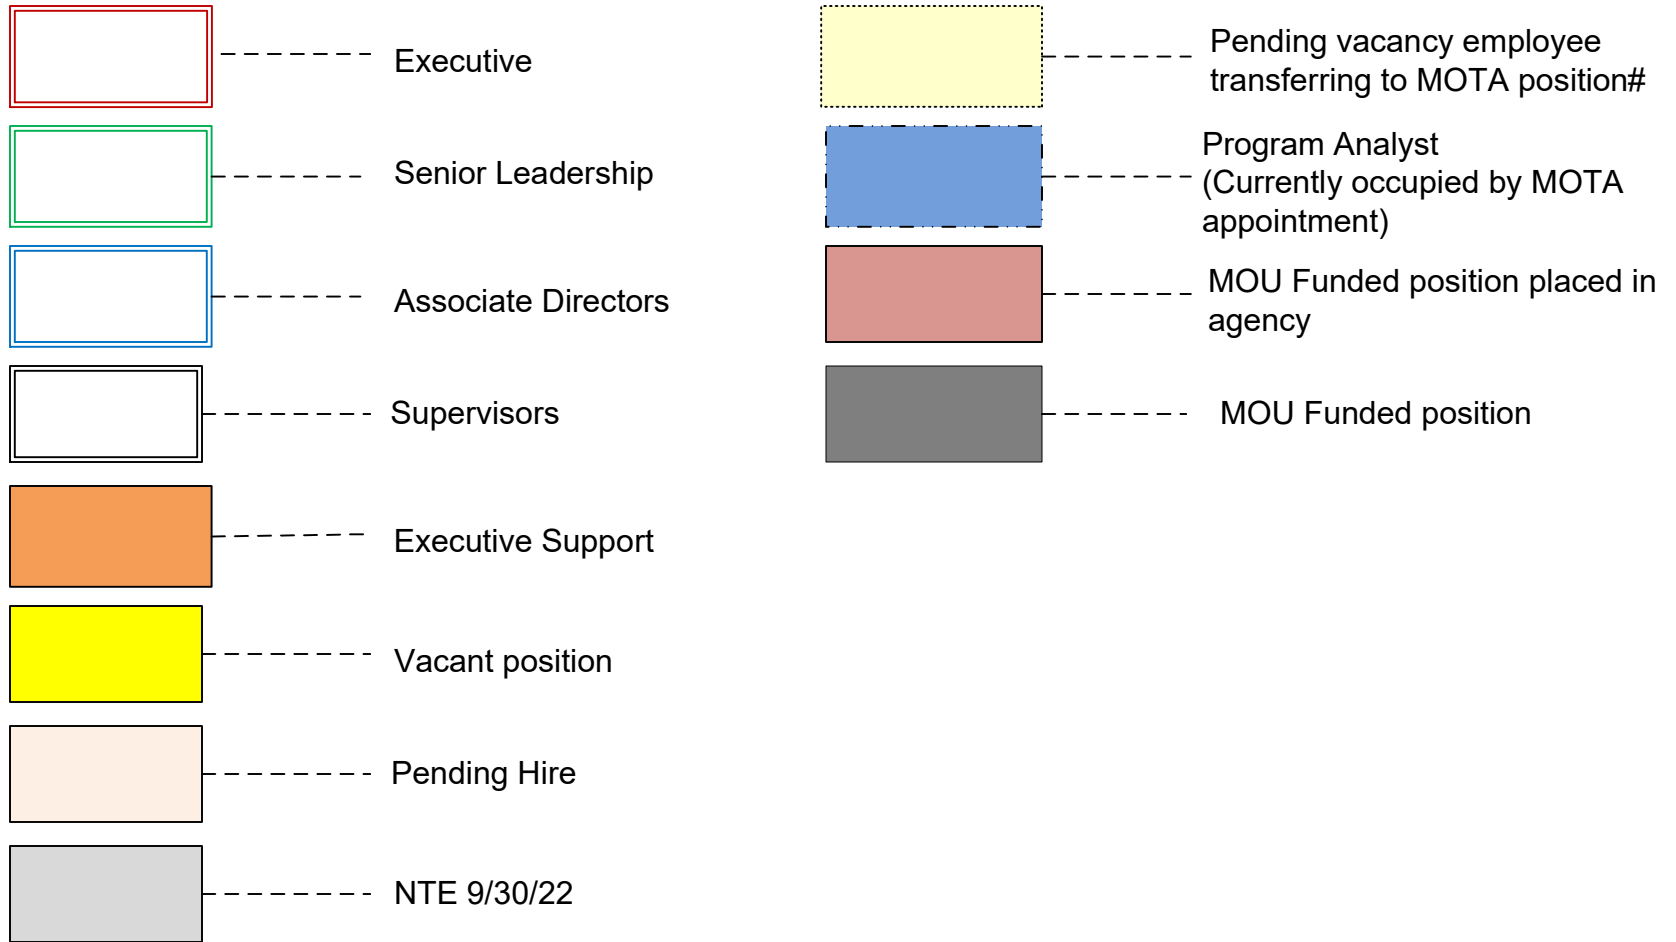 Executive
Senior Leadership
Associate Directors
Supervisors
Executive Support
Vacant position
Pending Hire
NTE 9/30/22
Pending vacancy employee
transferring to MOTA position#
Program Analyst
(Currently occupied by MOTA
appointment)
MOU Funded position placed in
agency
MOU Funded position